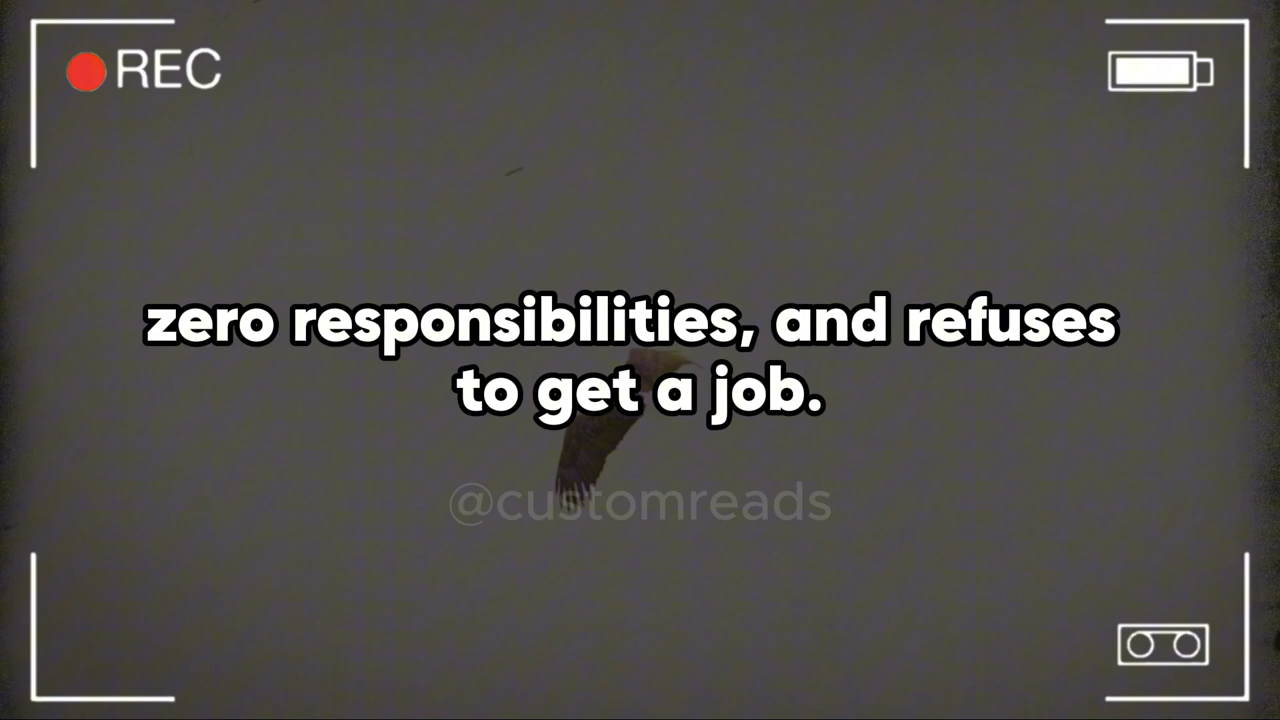 REC
zero responsibilities, and refuses
to get a job.
@customreads